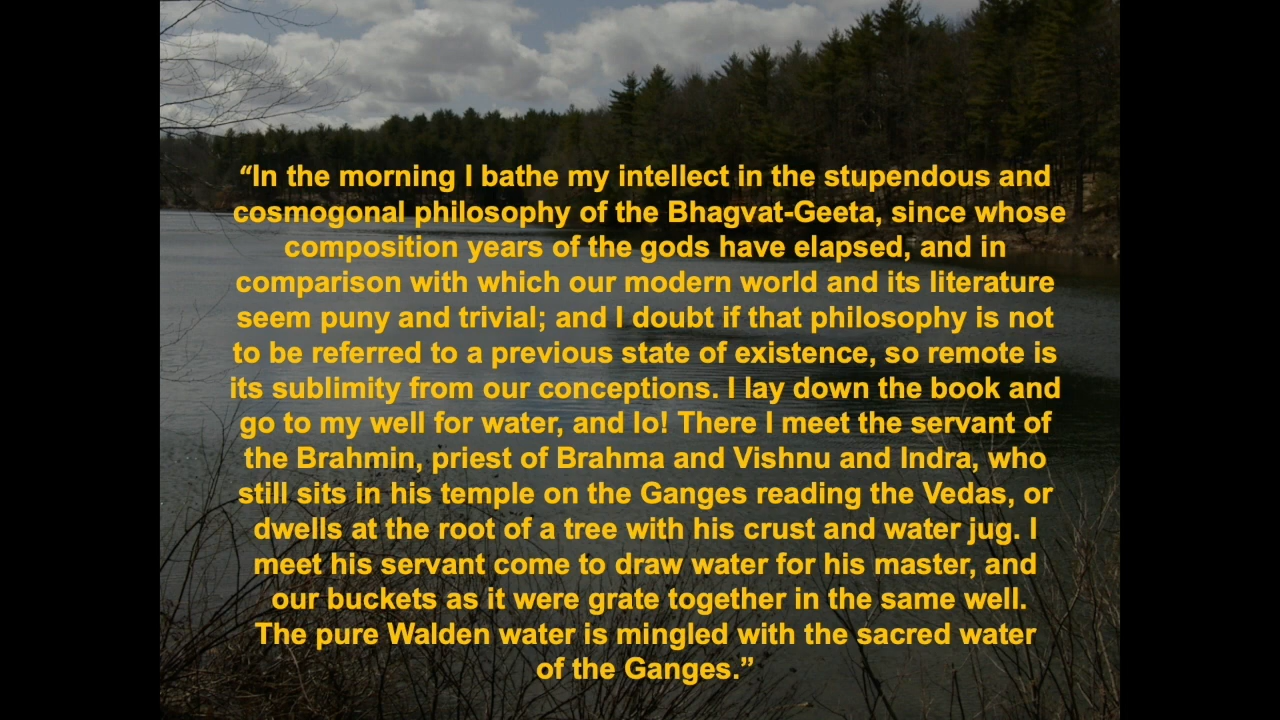 “In the morning I bathe my intellect in the stupendous and
cosmogonal philosophy of the Bhagvat-Geeta, since whose
composition years of the gods have elapsed, and in
comparison with which our modern world and its literature
seem puny and trivial; and I doubt if that philosophy is not
to be referred to a previous state of existence, so remote is
its sublimity from our conceptions. I lay down the book and
go to my well for water, and lo! There I meet the servant of
the Brahmin, priest of Brahma and Vishnu and Indra, who
still sits in his temple on the Ganges reading the Vedas, or
dwells at the root of a tree with his crust and water jug. I
meet his servant come to draw water for his master, and
our buckets as it were grate together in the same well.
The pure Walden water is mingled with the sacred water
of the Ganges.”